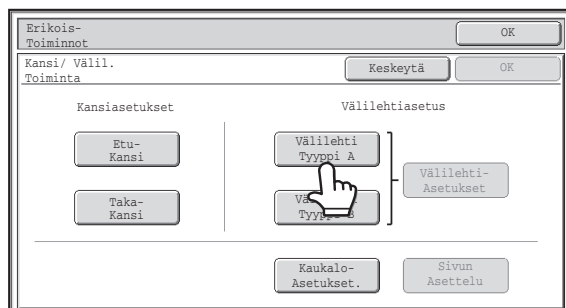 Erikois-
Toiminnot
OK
Kansi/ Välil.
Toiminta
Keskeytä
OK
Kansiasetukset
Välilehtiasetus
Etu-
Kansi
Välilehti
Tyyppi A
Välilehti-
Asetukset
Taka-
Kansi
Kaukalo-
Asetukset.
Sivun
Asettelu